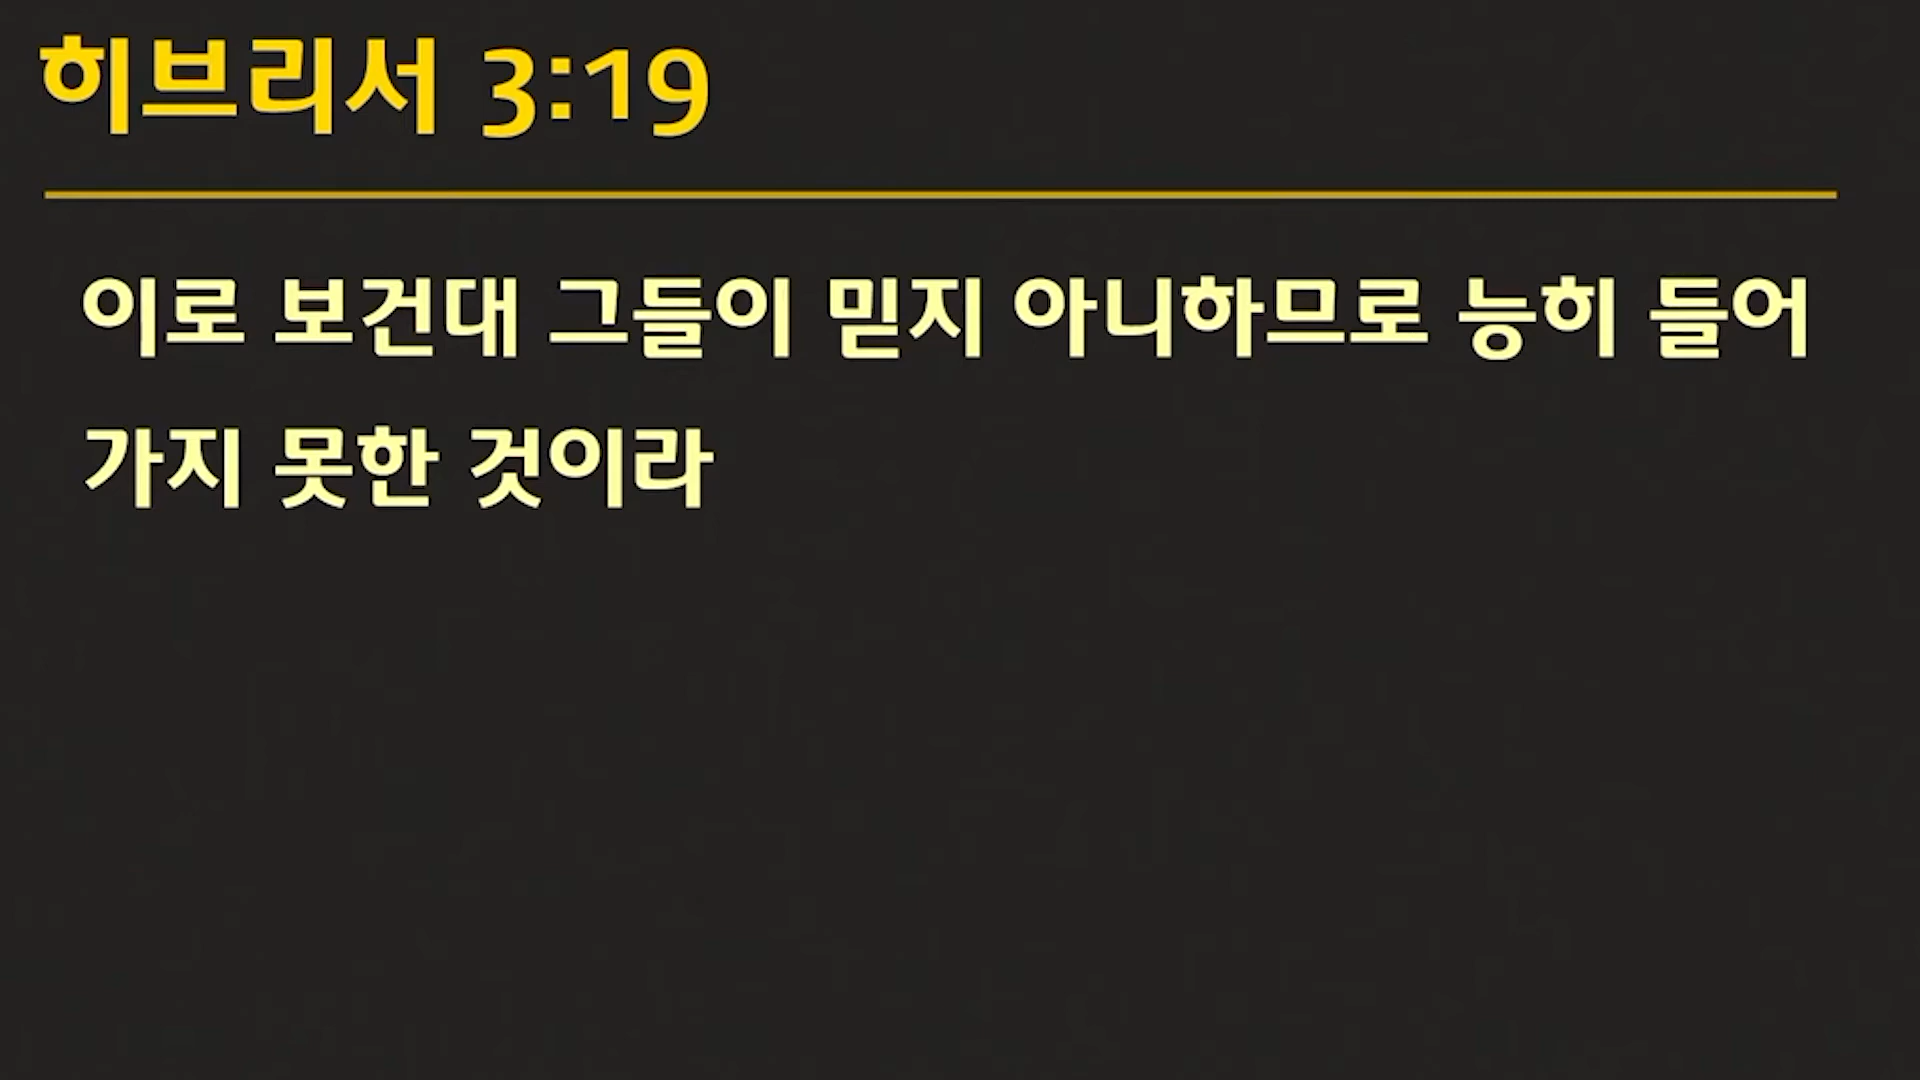 히브리서 3:19
이로 보건대 그들이 믿지 아니하므로 능히 들어
가지 못한 것이라